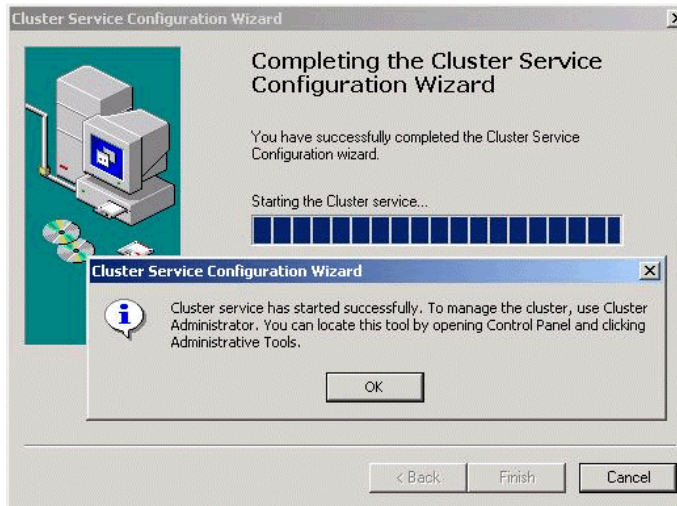 Cluster Service Configuration Wizard
Completing the Cluster Service
Configuration Wizard
You have successfully completed the Cluster Service
Configuration wizard.
Starting the Cluster service...
Cluster Service Configuration Wizard
Cluster service has started successfully. To manage the cluster, use Cluster
Administrator. You can locate this tool by opening Control Panel and clicking
Administrative Tools.
OK
< Back
Finish
Cancel